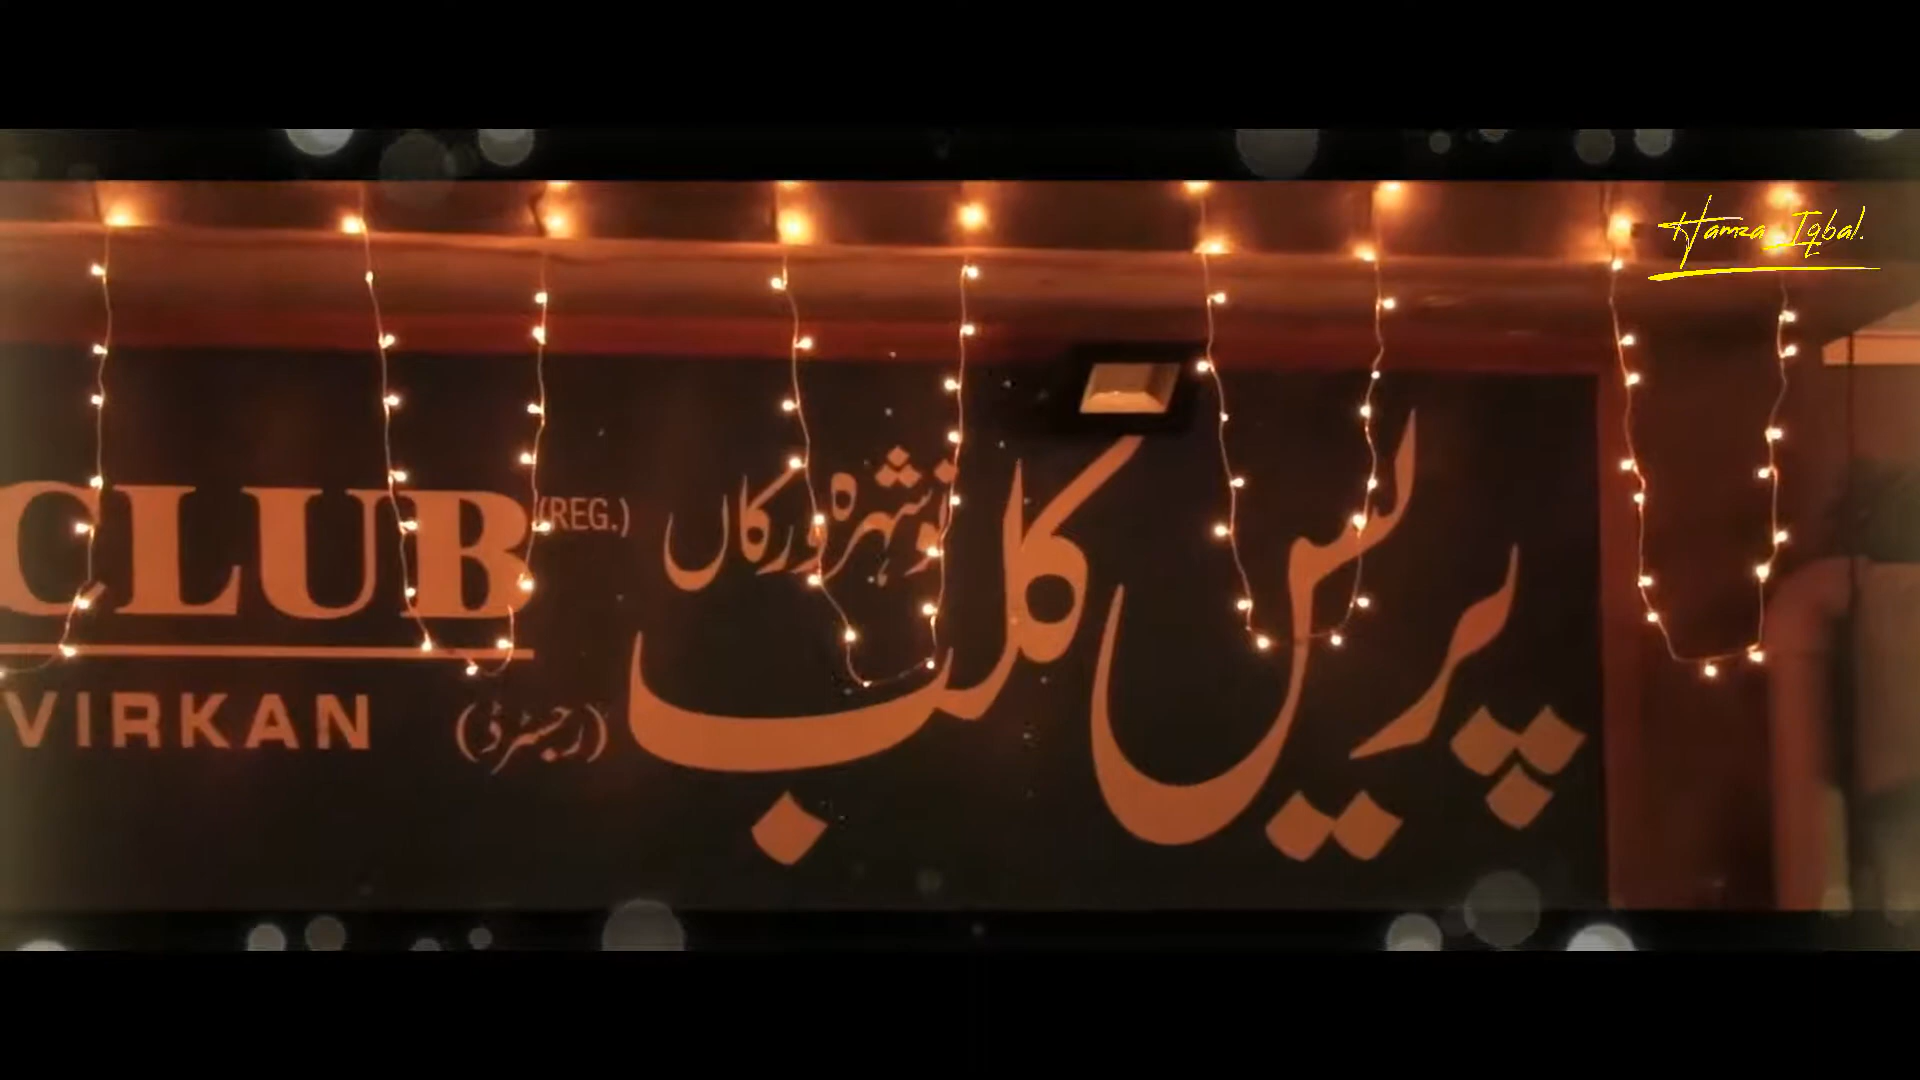 Hamza Iqbal.
CLUB (REG.)
VIRKAN
پریس کلب
نوشہرہ ورکاں
(رجسٹرڈ)